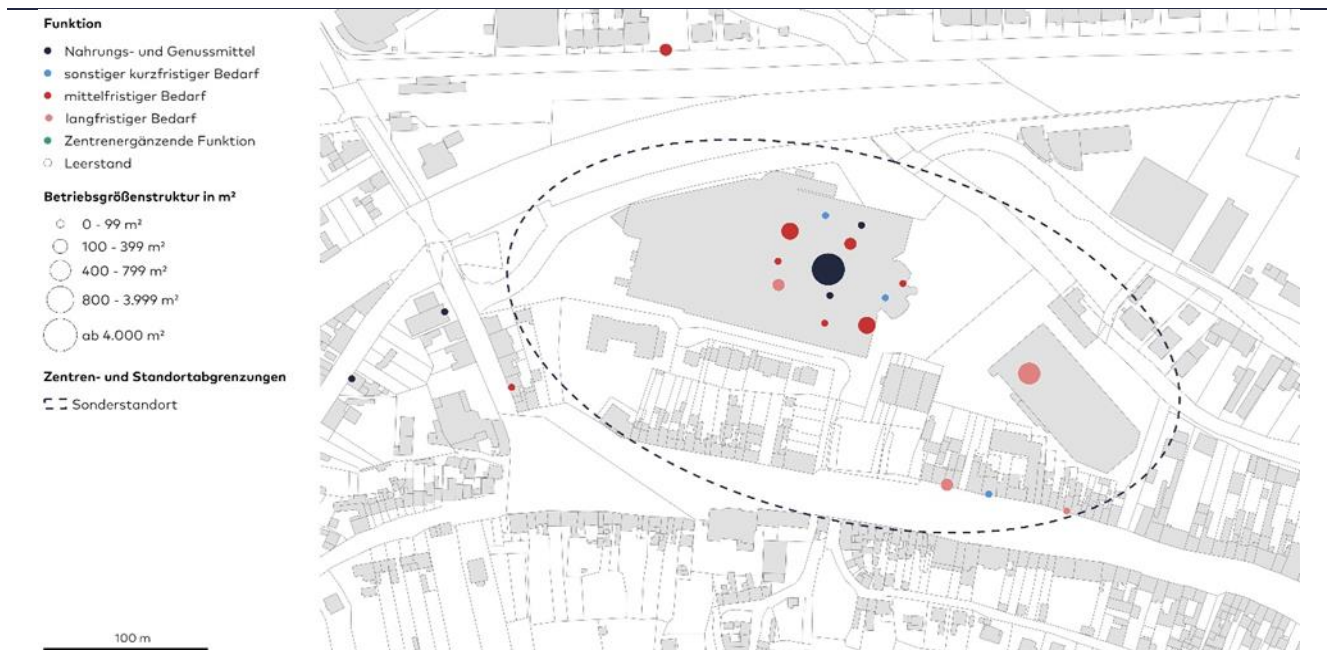 Funktion
Nahrungs- und Genussmittel
sonstiger kurzfristiger Bedarf
mittelfristiger Bedarf
langfristiger Bedarf
Zentrenergänzende Funktion
Leerstand
Betriebsgrößenstruktur in m²
0 - 99 m²
100 - 399 m²
400 - 799 m²
800 - 3.999 m²
ab 4.000 m²
Zentren- und Standortabgrenzungen
Sonderstandort
100 m